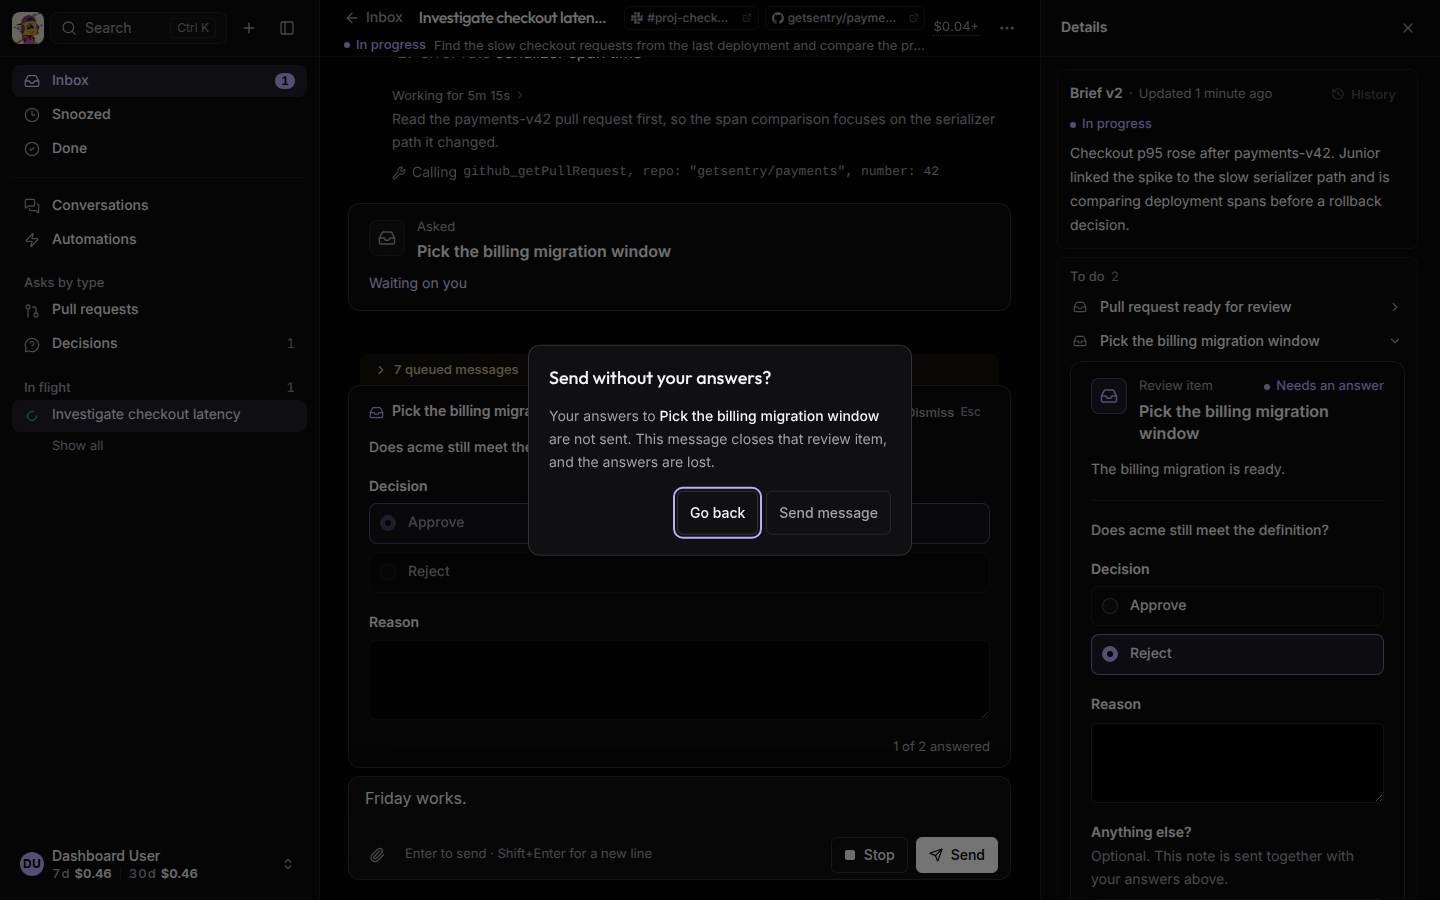 Search
Ctrl K
Inbox
1
Snoozed
Done
Conversations
Automations
Asks by type
Pull requests
Decisions
1
In flight
1
Investigate checkout latency
Show all
Dashboard User
DU
7d $0.46 30d $0.46
Inbox
Investigate checkout laten...
#proj-check...
getsentry/payme...
$0.04+
In progress
Find the slow checkout requests from the last deployment and compare the pr...
Working for 5m 15s
Read the payments-v42 pull request first, so the span comparison focuses on the serializer
path it changed.
Calling github_getPullRequest, repo: "getsentry/payments", number: 42
Asked
Pick the billing migration window
Waiting on you
7 queued messages
Pick the billing
Esc
Does acme still meet
Decision
Approve
Reject
Reason
1 of 2 answered
Friday works.
Enter to send · Shift+Enter for a new line
Stop
Send
Send without your answers?
Your answers to Pick the billing migration window
are not sent. This message closes that review item,
and the answers are lost.
Go back
Send message
Details
Brief v2 · Updated 1 minute ago
History
In progress
Checkout p95 rose after payments-v42. Junior
linked the spike to the slow serializer path and is
comparing deployment spans before a rollback
decision.
To do 2
Pull request ready for review
Pick the billing migration window
Review item
Needs an answer
Pick the billing migration
window
The billing migration is ready.
Does acme still meet the definition?
Decision
Approve
Reject
Reason
Anything else?
Optional. This note is sent together with
your answers above.